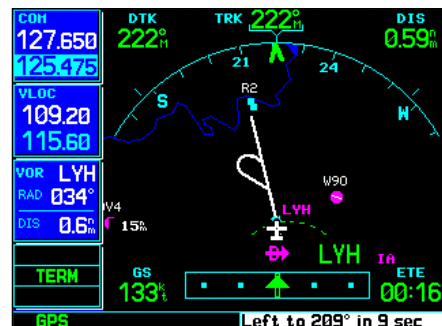 COM
127.650
125.475
VLOC
109.20
115.60
VOR LYH
RAD 034°
DIS 0.6nm
TERM
GPS
DTK
222°M
TRK 222°M
DIS
0.59nm
21
24
S
W
R2
W90
LYH
V4
15nm
LYH
IA
GS
133kt
ETE
00:16
Left to 209° in 9 sec